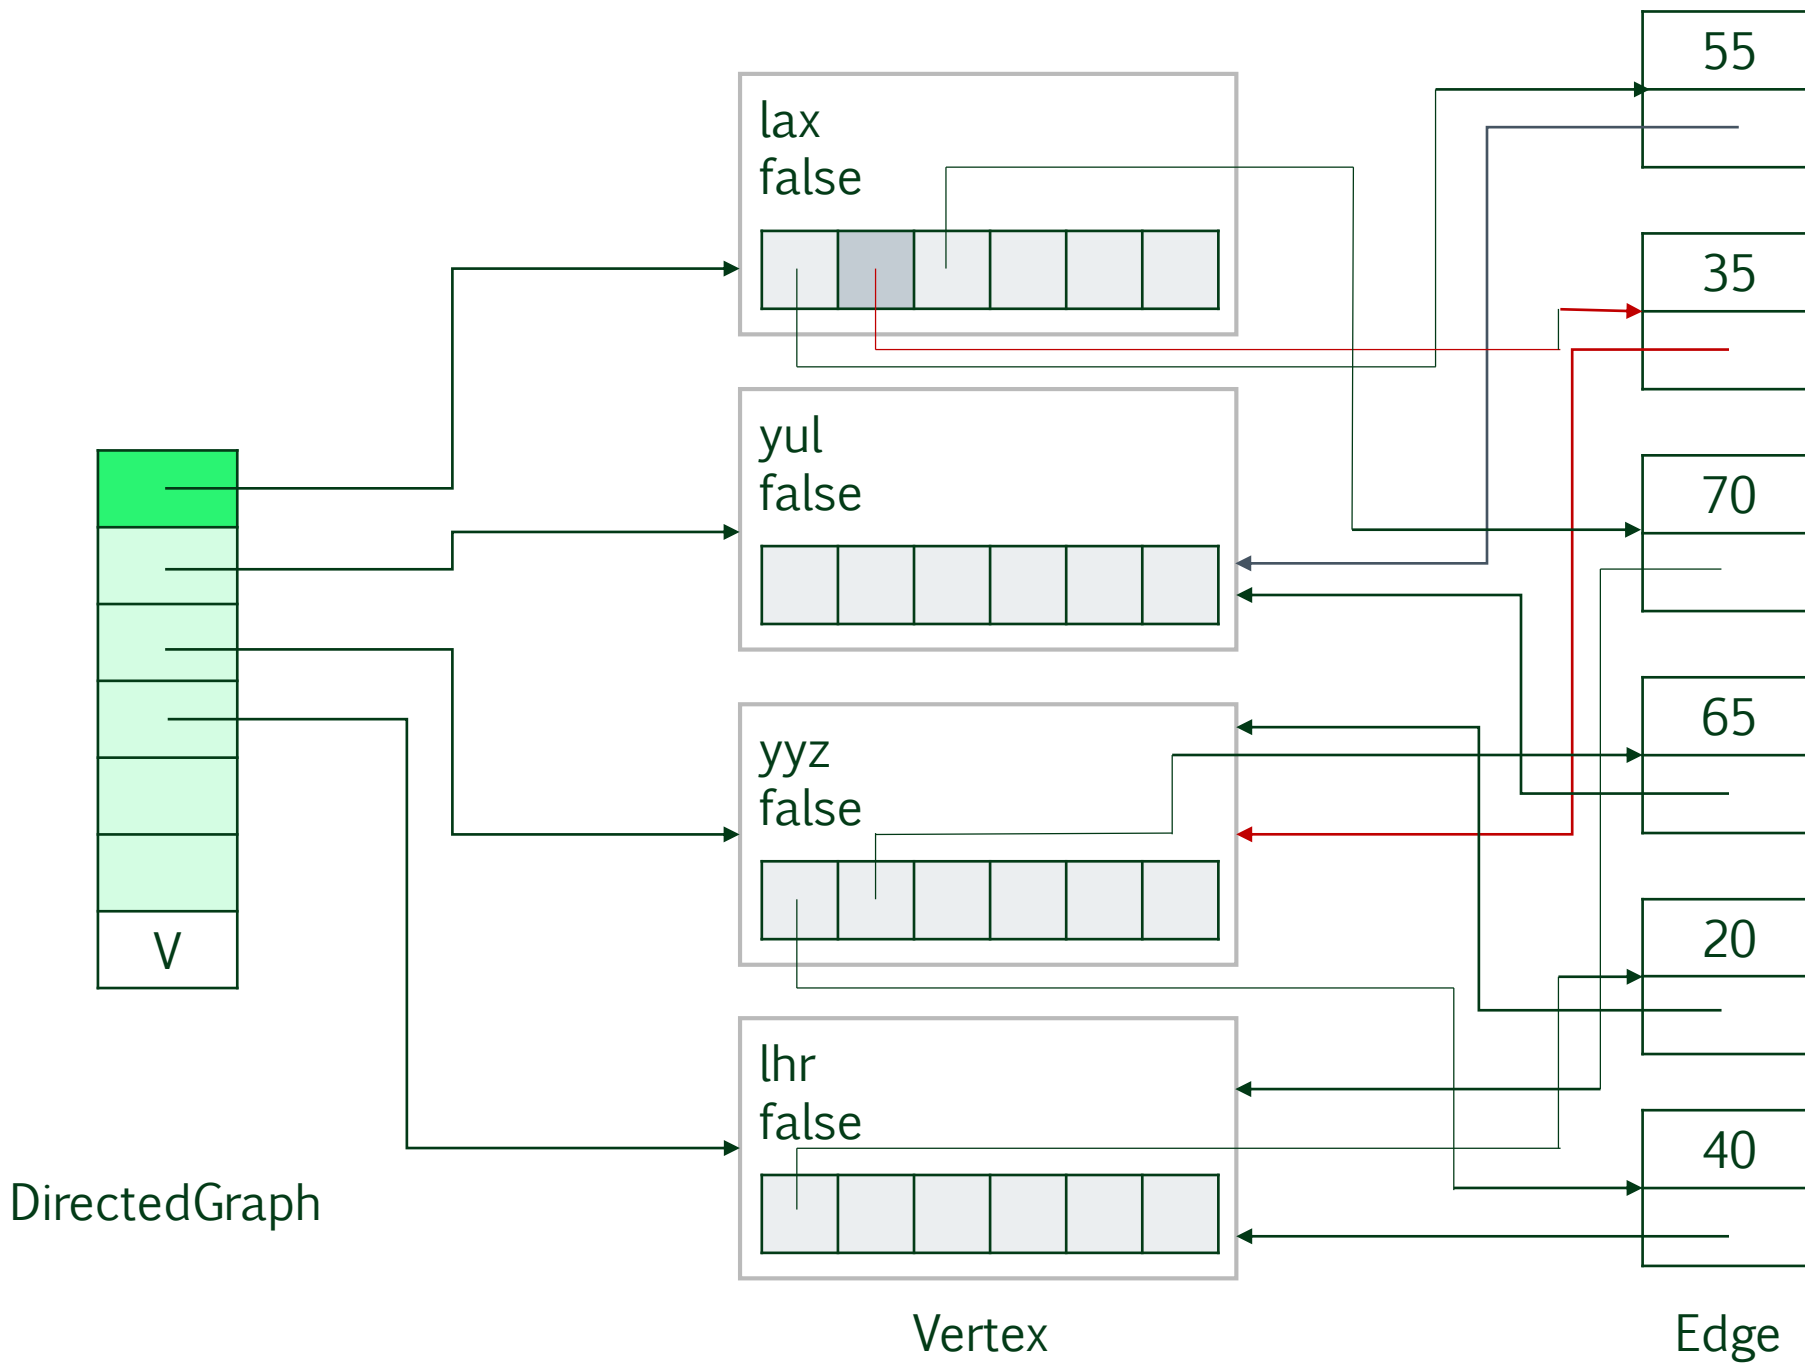 55
lax
false
35
yul
false
70
yyz
false
65
V
20
lhr
false
40
DirectedGraph
Vertex
Edge